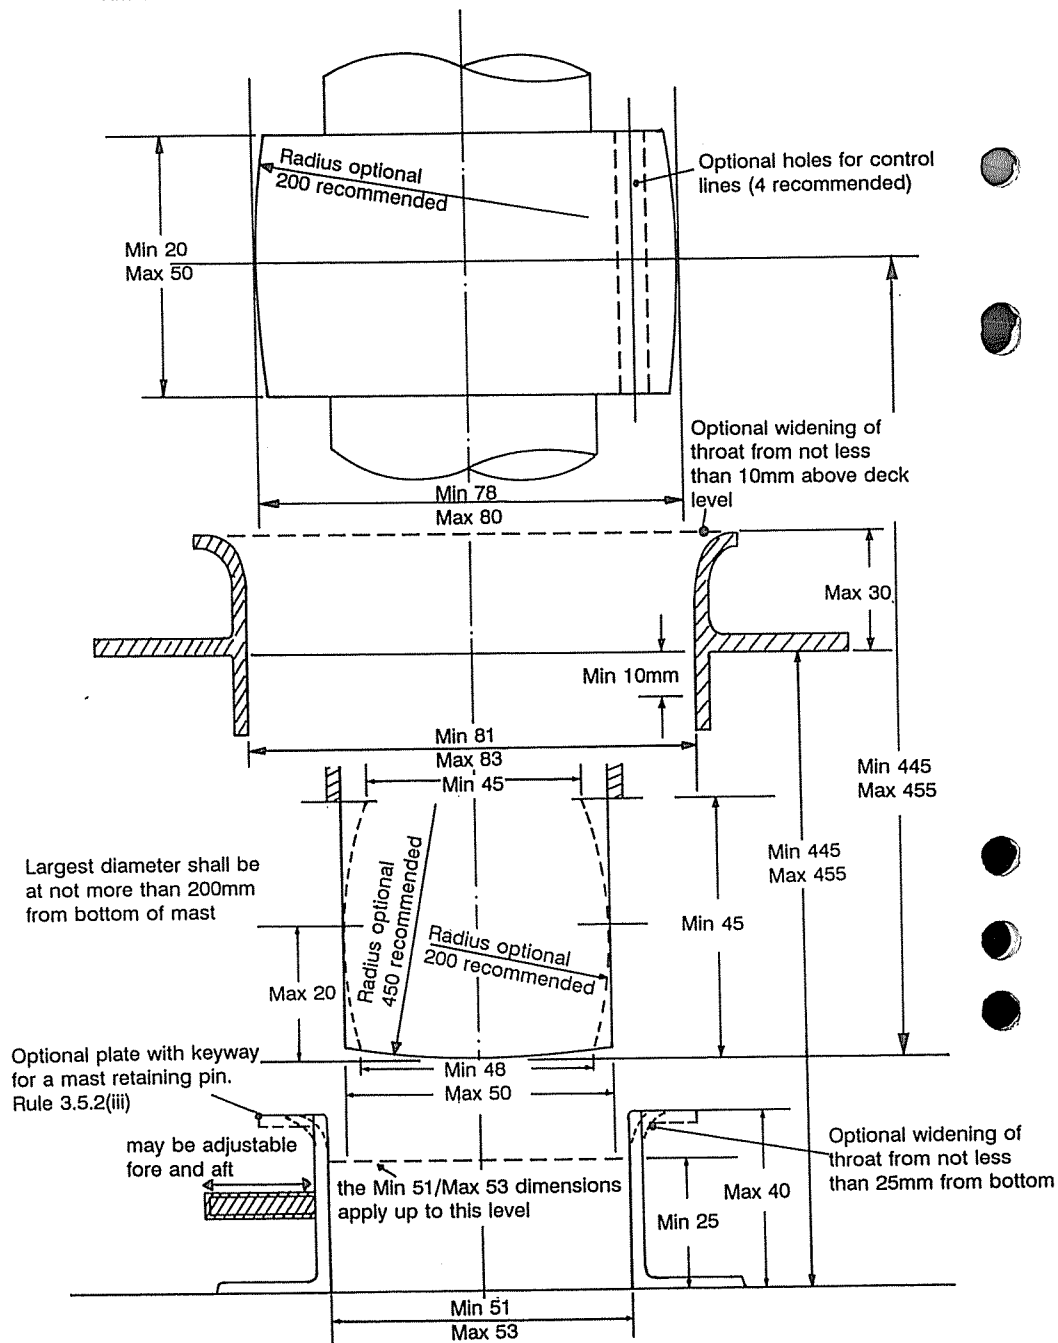 Radius optional
200 recommended
Optional holes for control
lines (4 recommended)
Min 20
Max 50
Optional widening of
throat from not less
than 10mm above deck
level
Min 78
Max 80
Max 30
Min 10mm
Min 81
Max 83
Min 45
Min 445
Max 455
Min 445
Max 455
Largest diameter shall be
at not more than 200mm
from bottom of mast
Radius optional
450 recommended
Radius optional
200 recommended
Min 45
Max 20
Optional plate with keyway
for a mast retaining pin.
Rule 3.5.2(iii)
Min 48
Max 50
may be adjustable
fore and aft
the Min 51/Max 53 dimensions
apply up to this level
Optional widening of
throat from not less
than 25mm from bottom
Max 40
Min 25
Min 51
Max 53